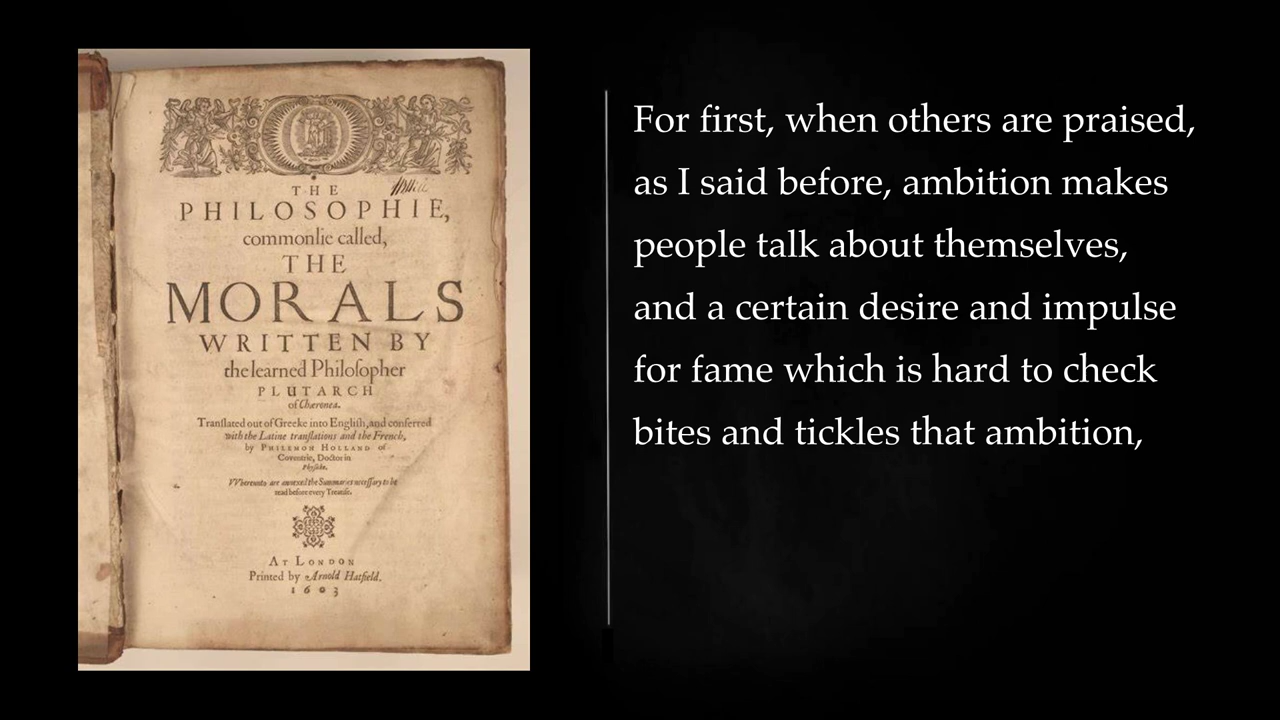 THE
PHILOSOPHIE,
commonlie called,
THE
MORALS
WRITTEN BY
the learned Philoſopher
PLUTARCH
of Chæronea.
Tranſlated out of Greeke into Engliſh, and conferred
with the Latine tranſlations and the French,
by PHILEMON HOLLAND of
Coventrie, Doctor in
Phyſicke.
VVhereunto are annexed the Summaries neceſſary to be
read before every Treatiſe.
AT LONDON
Printed by Arnold Hatfield.
1603
For first, when others are praised,
as I said before, ambition makes
people talk about themselves,
and a certain desire and impulse
for fame which is hard to check
bites and tickles that ambition,